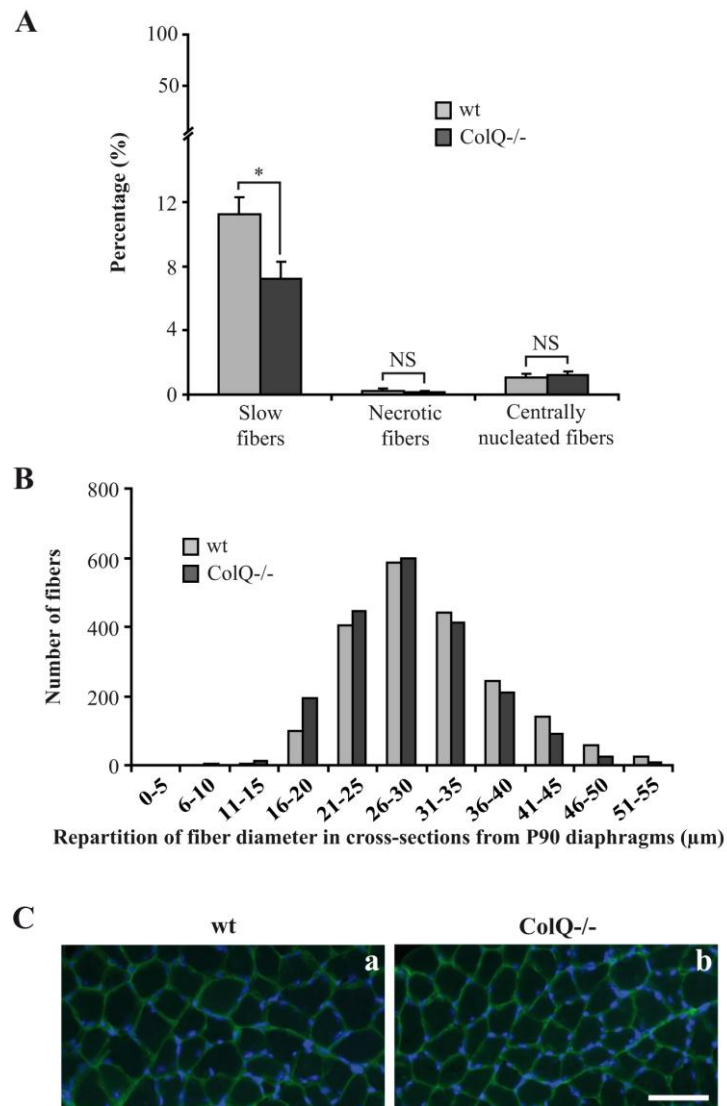 A
100
50
wt
ColQ-/-
Percentage (%)
*
12
8
4
0
NS
NS
Slow
fibers
Necrotic
fibers
Centrally
nucleated fibers
B
800
600
400
200
0
wt
ColQ-/-
Number of fibers
0-5
6-10
11-15
16-20
21-25
26-30
31-35
36-40
41-45
46-50
51-55
Repartition of fiber diameter in cross-sections from P90 diaphragms (µm)
C
wt
ColQ-/-
a
b